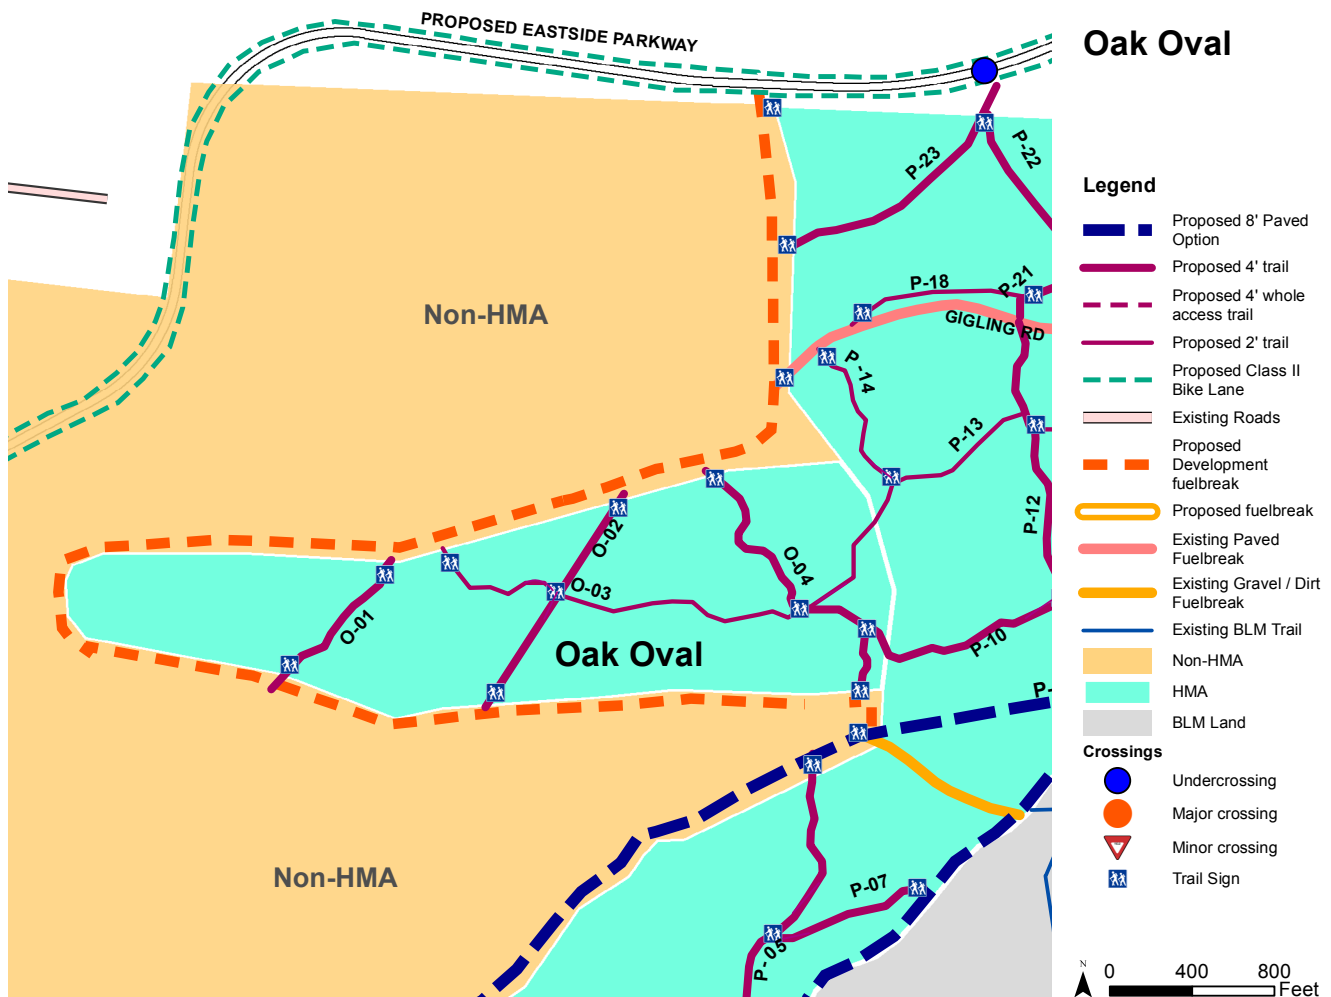 PROPOSED EASTSIDE PARKWAY
Oak Oval
P-23
P-22
Non-HMA
P-18
P-21
GIGLING RD
P-14
P-13
P-12
O-02
O-04
O-03
O-01
Oak Oval
P-10
P-
Non-HMA
P-07
P-05
Legend
Proposed 8' Paved
Option
Proposed 4' trail
Proposed 4' whole
access trail
Proposed 2' trail
Proposed Class II
Bike Lane
Existing Roads
Proposed
Development
fuelbreak
Proposed fuelbreak
Existing Paved
Fuelbreak
Existing Gravel / Dirt
Fuelbreak
Existing BLM Trail
Non-HMA
HMA
BLM Land
Crossings
Undercrossing
Major crossing
Minor crossing
Trail Sign
N
0 400 800
Feet